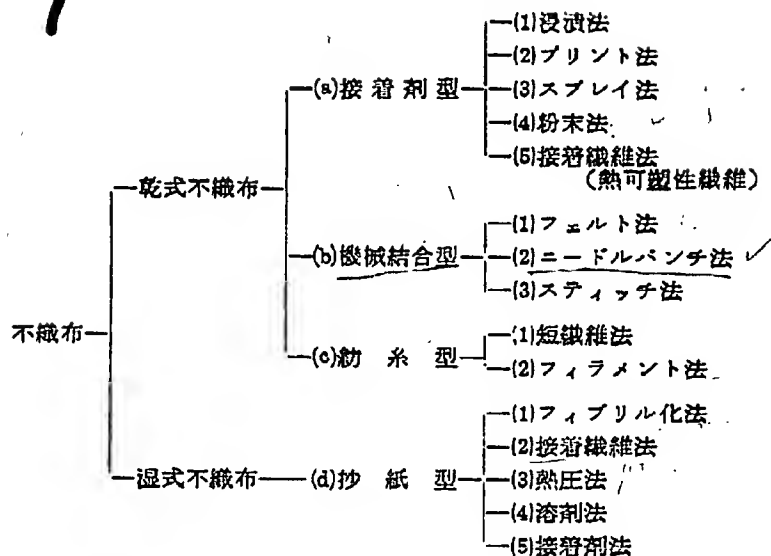 不織布
乾式不織布
(a)接着剤型
(1)浸漬法
(2)プリント法
(3)スプレイ法
(4)粉末法
(5)接着繊維法
(熱可塑性繊維)
(b)機械結合型
(1)フェルト法
(2)ニードルパンチ法
(3)スティッチ法
(c)紡糸型
(1)短繊維法
(2)フィラメント法
湿式不織布
(d)抄紙型
(1)フィブリル化法
(2)接着繊維法
(3)熱圧法
(4)溶剤法
(5)接着剤法